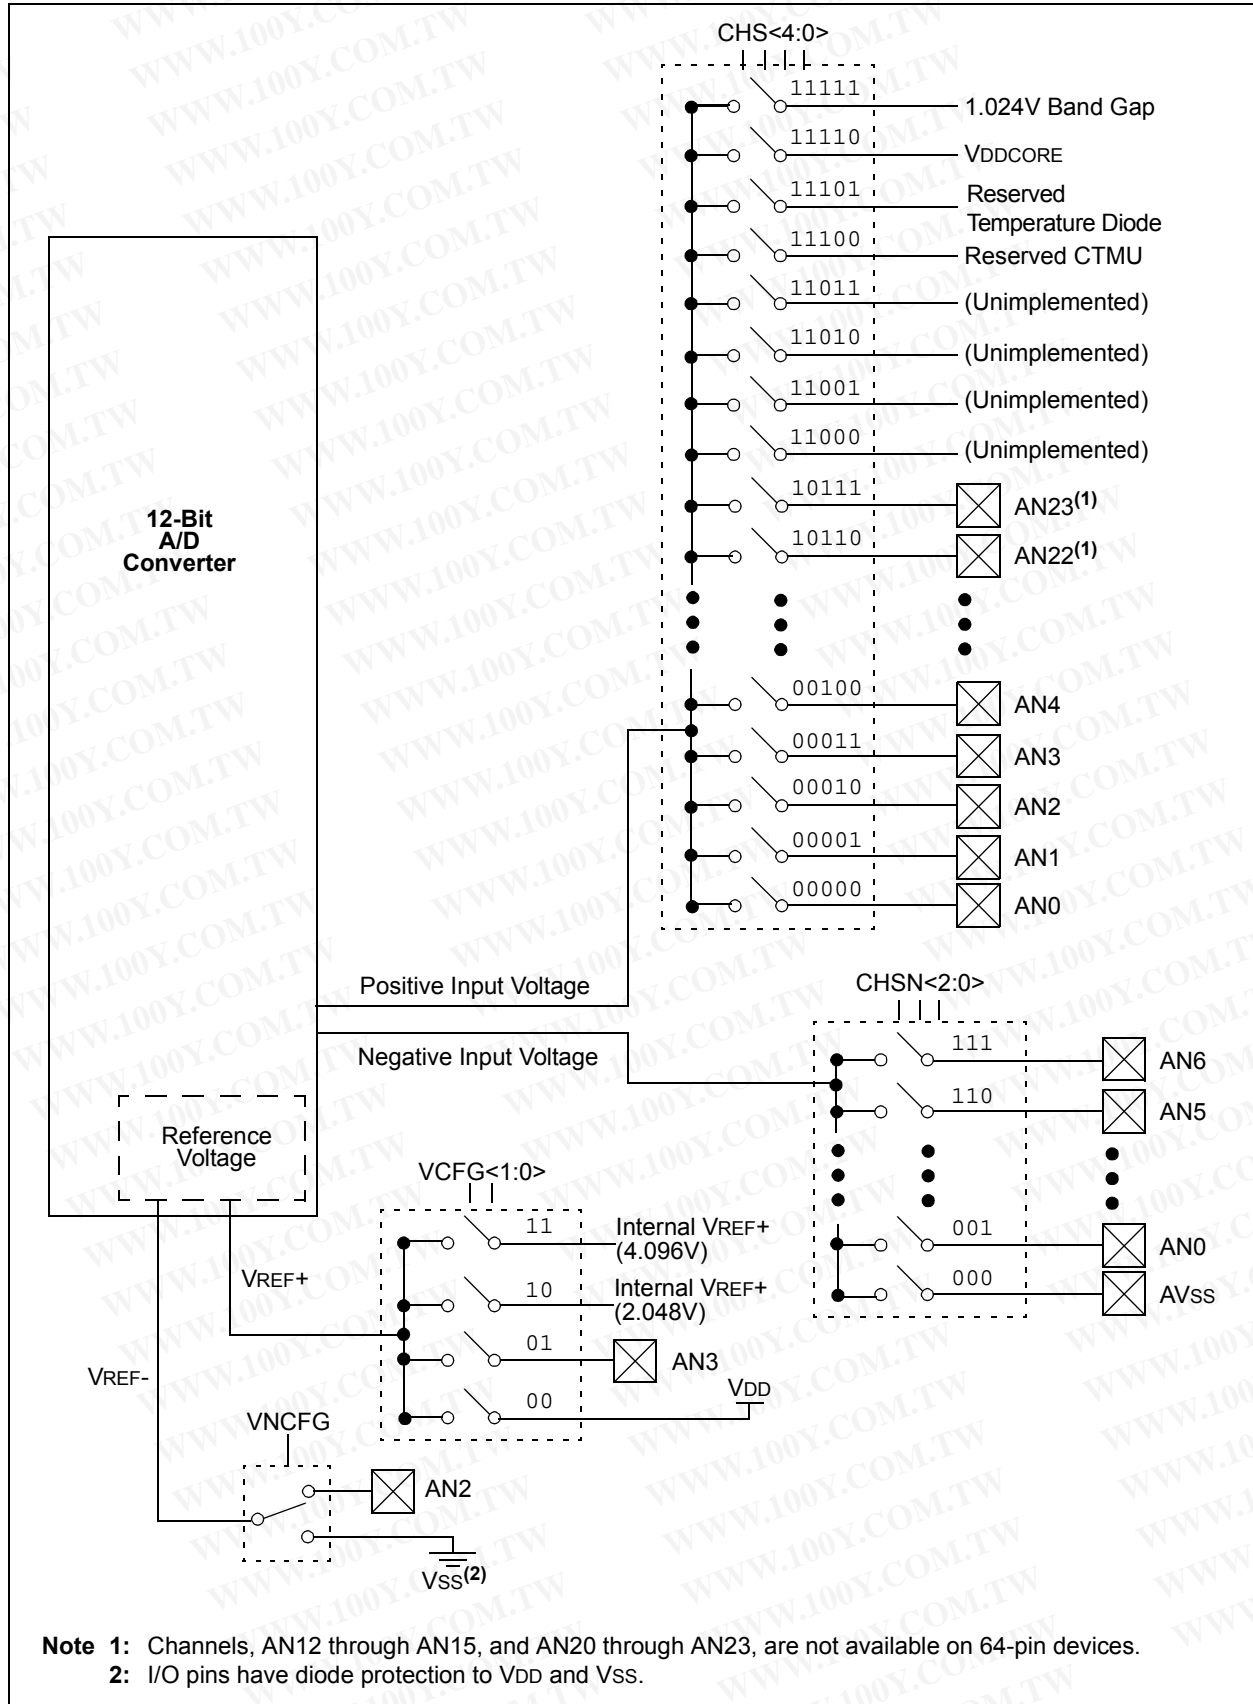 CHS<4:0>
11111
1.024V Band Gap
11110
VDDCORE
11101
Reserved
Temperature Diode
11100
Reserved CTMU
11011
(Unimplemented)
11010
(Unimplemented)
11001
(Unimplemented)
11000
(Unimplemented)
10111
AN23(1)
10110
AN22(1)
12-Bit
A/D
Converter
00100
AN4
00011
AN3
00010
AN2
00001
AN1
00000
AN0
Positive Input Voltage
Negative Input Voltage
CHSN<2:0>
111
AN6
110
AN5
001
AN0
000
AVSS
Reference
Voltage
VCFG<1:0>
11
Internal VREF+
(4.096V)
10
Internal VREF+
(2.048V)
01
AN3
00
VDD
VREF+
VREF-
VNCFG
AN2
VSS(2)
Note 1: Channels, AN12 through AN15, and AN20 through AN23, are not available on 64-pin devices.
2: I/O pins have diode protection to VDD and VSS.
WWW.100Y.COM.TW